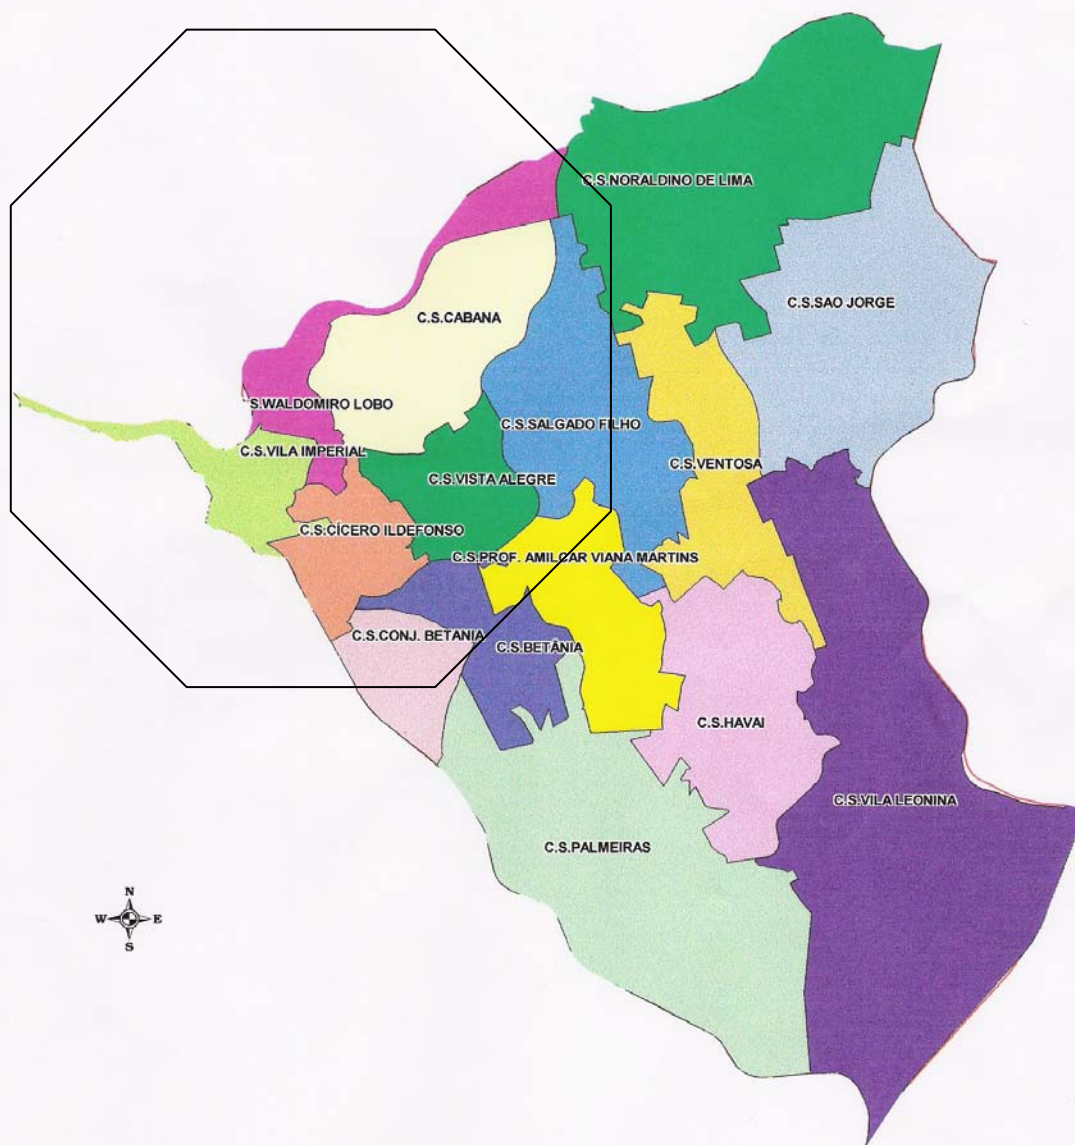 C.S.NORALDINO DE LIMA
C.S.SAO JORGE
C.S.CABANA
S.WALDOMIRO LOBO
C.S.SALGADO FILHO
C.S.VILA IMPERIAL
C.S.VENTOSA
C.S.VISTA ALEGRE
C.S.CÍCERO ILDEFONSO
C.S.PROF. AMILCAR VIANA MARTINS
C.S.CONJ. BETANIA
C.S.BETÂNIA
C.S.HAVAI
C.S.VILA LEONINA
C.S.PALMEIRAS
N
W E
S